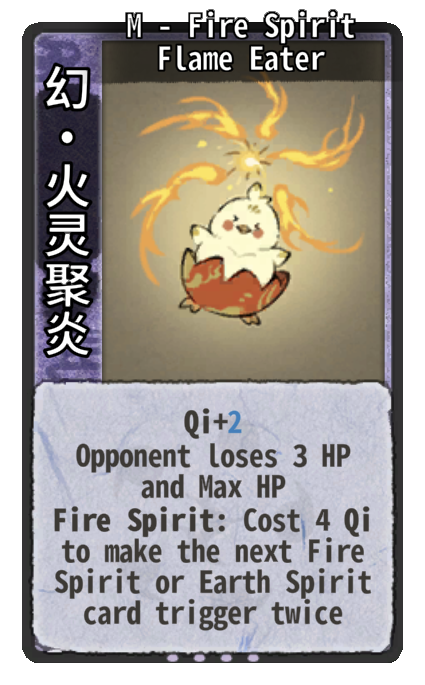 M - Fire Spirit
Flame Eater
幻・火灵聚炎
Qi+2
Opponent loses 3 HP
and Max HP
Fire Spirit: Cost 4 Qi
to make the next Fire
Spirit or Earth Spirit
card trigger twice